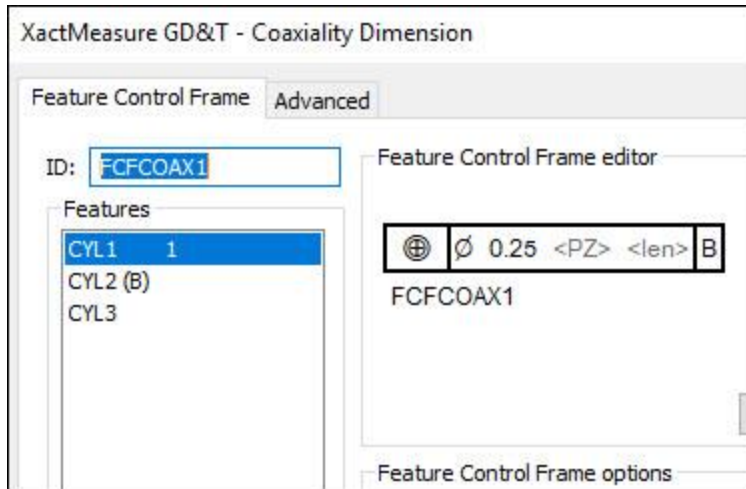 XactMeasure GD&T - Coaxiality Dimension
Feature Control Frame Advanced
ID: FCFCOAX1
Features
CYL1 1
CYL2 (B)
CYL3
Feature Control Frame editor
⌀ 0.25 <PZ> <len> B
FCFCOAX1
Feature Control Frame options